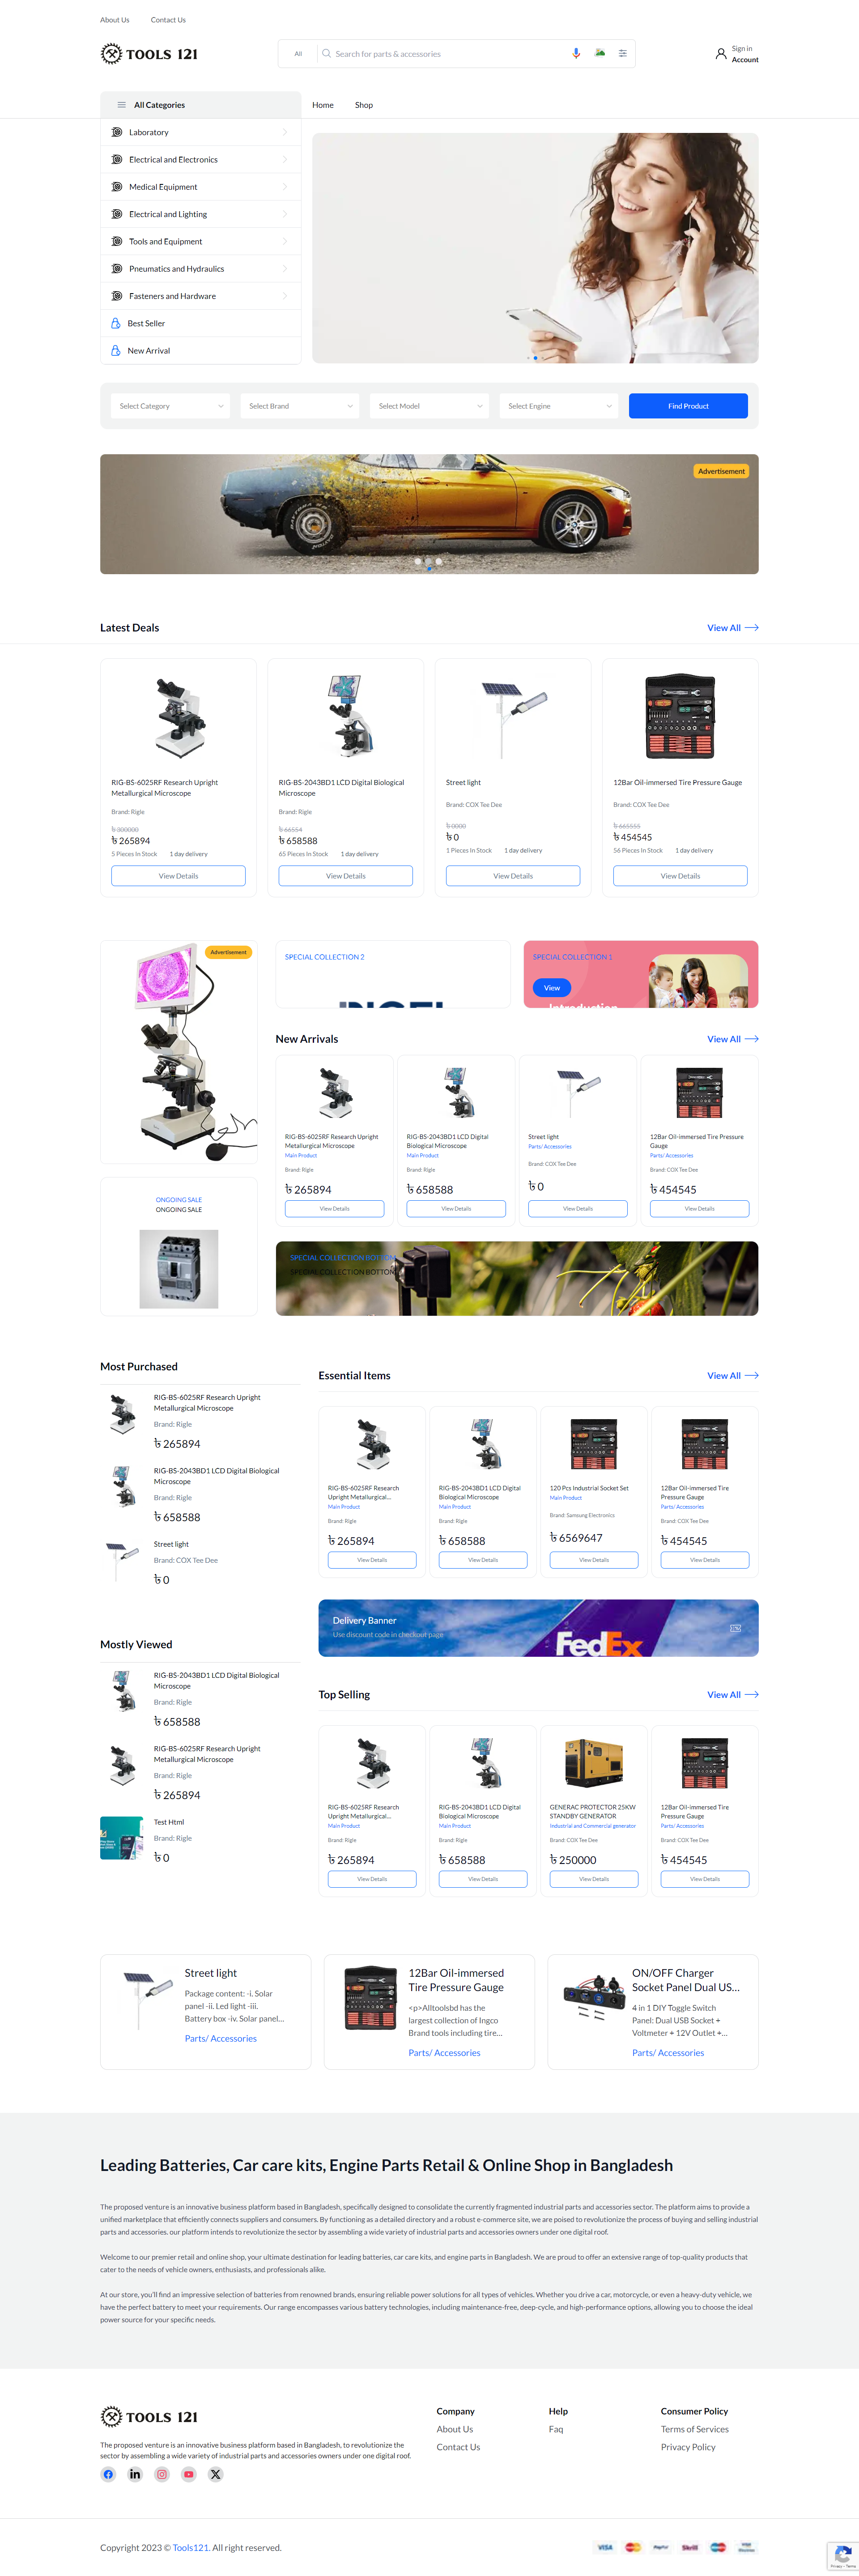 About Us
Contact Us
TOOLS 121
All
Search for parts & accessories
Sign in
Account
All Categories
Home
Shop
Laboratory
Electrical and Electronics
Medical Equipment
Electrical and Lighting
Tools and Equipment
Pneumatics and Hydraulics
Fasteners and Hardware
Best Seller
New Arrival
Select Category
Select Brand
Select Model
Select Engine
Find Product
Advertisement
Latest Deals
View All
RIG-BS-6025RF Research Upright
Metallurgical Microscope
Brand: Rigle
৳ 300000
৳ 265894
5 Pieces In Stock
1 day delivery
View Details
RIG-BS-2043BD1 LCD Digital Biological
Microscope
Brand: Rigle
৳ 66554
৳ 658588
65 Pieces In Stock
1 day delivery
View Details
Street light
Brand: COX Tee Dee
৳ 0000
৳ 0
1 Pieces In Stock
1 day delivery
View Details
12Bar Oil-immersed Tire Pressure Gauge
Brand: COX Tee Dee
৳ 665555
৳ 454545
56 Pieces In Stock
1 day delivery
View Details
Advertisement
SPECIAL COLLECTION 2
SPECIAL COLLECTION 1
View
Introduction
New Arrivals
View All
RIG-BS-6025RF Research Upright
Metallurgical Microscope
Main Product
Brand: Rigle
৳ 265894
View Details
RIG-BS-2043BD1 LCD Digital
Biological Microscope
Main Product
Brand: Rigle
৳ 658588
View Details
Street light
Parts/ Accessories
Brand: COX Tee Dee
৳ 0
View Details
12Bar Oil-immersed Tire Pressure
Gauge
Parts/ Accessories
Brand: COX Tee Dee
৳ 454545
View Details
ONGOING SALE
ONGOING SALE
SPECIAL COLLECTION BOTTOM
SPECIAL COLLECTION BOTTOM
Most Purchased
RIG-BS-6025RF Research Upright
Metallurgical Microscope
Brand: Rigle
৳ 265894
RIG-BS-2043BD1 LCD Digital Biological
Microscope
Brand: Rigle
৳ 658588
Street light
Brand: COX Tee Dee
৳ 0
Essential Items
View All
RIG-BS-6025RF Research
Upright Metallurgical...
Main Product
Brand: Rigle
৳ 265894
View Details
RIG-BS-2043BD1 LCD Digital
Biological Microscope
Main Product
Brand: Rigle
৳ 658588
View Details
120 Pcs Industrial Socket Set
Main Product
Brand: Samsung Electronics
৳ 6569647
View Details
12Bar Oil-immersed Tire
Pressure Gauge
Parts/ Accessories
Brand: COX Tee Dee
৳ 454545
View Details
Delivery Banner
Use discount code in checkout page
FedEx
Mostly Viewed
RIG-BS-2043BD1 LCD Digital Biological
Microscope
Brand: Rigle
৳ 658588
RIG-BS-6025RF Research Upright
Metallurgical Microscope
Brand: Rigle
৳ 265894
Test Html
Brand: Rigle
৳ 0
Top Selling
View All
RIG-BS-6025RF Research
Upright Metallurgical...
Main Product
Brand: Rigle
৳ 265894
View Details
RIG-BS-2043BD1 LCD Digital
Biological Microscope
Main Product
Brand: Rigle
৳ 658588
View Details
GENERAC PROTECTOR 25KW
STANDBY GENERATOR
Industrial and Commercial generator
Brand: COX Tee Dee
৳ 250000
View Details
12Bar Oil-immersed Tire
Pressure Gauge
Parts/ Accessories
Brand: COX Tee Dee
৳ 454545
View Details
Street light
Package content: -i. Solar
panel -ii. Led light -iii.
Battery box -iv. Solar panel...
Parts/ Accessories
12Bar Oil-immersed
Tire Pressure Gauge
<p>Alltoolsbd has the
largest collection of Ingco
Brand tools including tire...
Parts/ Accessories
ON/OFF Charger
Socket Panel Dual US...
4 in 1 DIY Toggle Switch
Panel: Dual USB Socket +
Voltmeter + 12V Outlet +...
Parts/ Accessories
Leading Batteries, Car care kits, Engine Parts Retail & Online Shop in Bangladesh
The proposed venture is an innovative business platform based in Bangladesh, specifically designed to consolidate the currently fragmented industrial parts and accessories sector. The platform aims to provide a
unified marketplace that efficiently connects suppliers and consumers. By functioning as a detailed directory and a robust e-commerce site, we are poised to revolutionize the process of buying and selling industrial
parts and accessories. our platform intends to revolutionize the sector by assembling a wide variety of industrial parts and accessories owners under one digital roof.
Welcome to our premier retail and online shop, your ultimate destination for leading batteries, car care kits, and engine parts in Bangladesh. We are proud to offer an extensive range of top-quality products that
cater to the needs of vehicle owners, enthusiasts, and professionals alike.
At our store, you'll find an impressive selection of batteries from renowned brands, ensuring reliable power solutions for all types of vehicles. Whether you drive a car, motorcycle, or even a heavy-duty vehicle, we
have the perfect battery to meet your requirements. Our range encompasses various battery technologies, including maintenance-free, deep-cycle, and high-performance options, allowing you to choose the ideal
power source for your specific needs.
TOOLS 121
The proposed venture is an innovative business platform based in Bangladesh, to revolutionize the
sector by assembling a wide variety of industrial parts and accessories owners under one digital roof.
Company
About Us
Contact Us
Help
Faq
Consumer Policy
Terms of Services
Privacy Policy
Copyright 2023 © Tools121. All right reserved.
VISA
PayPal
Skrill
Privacy - Terms